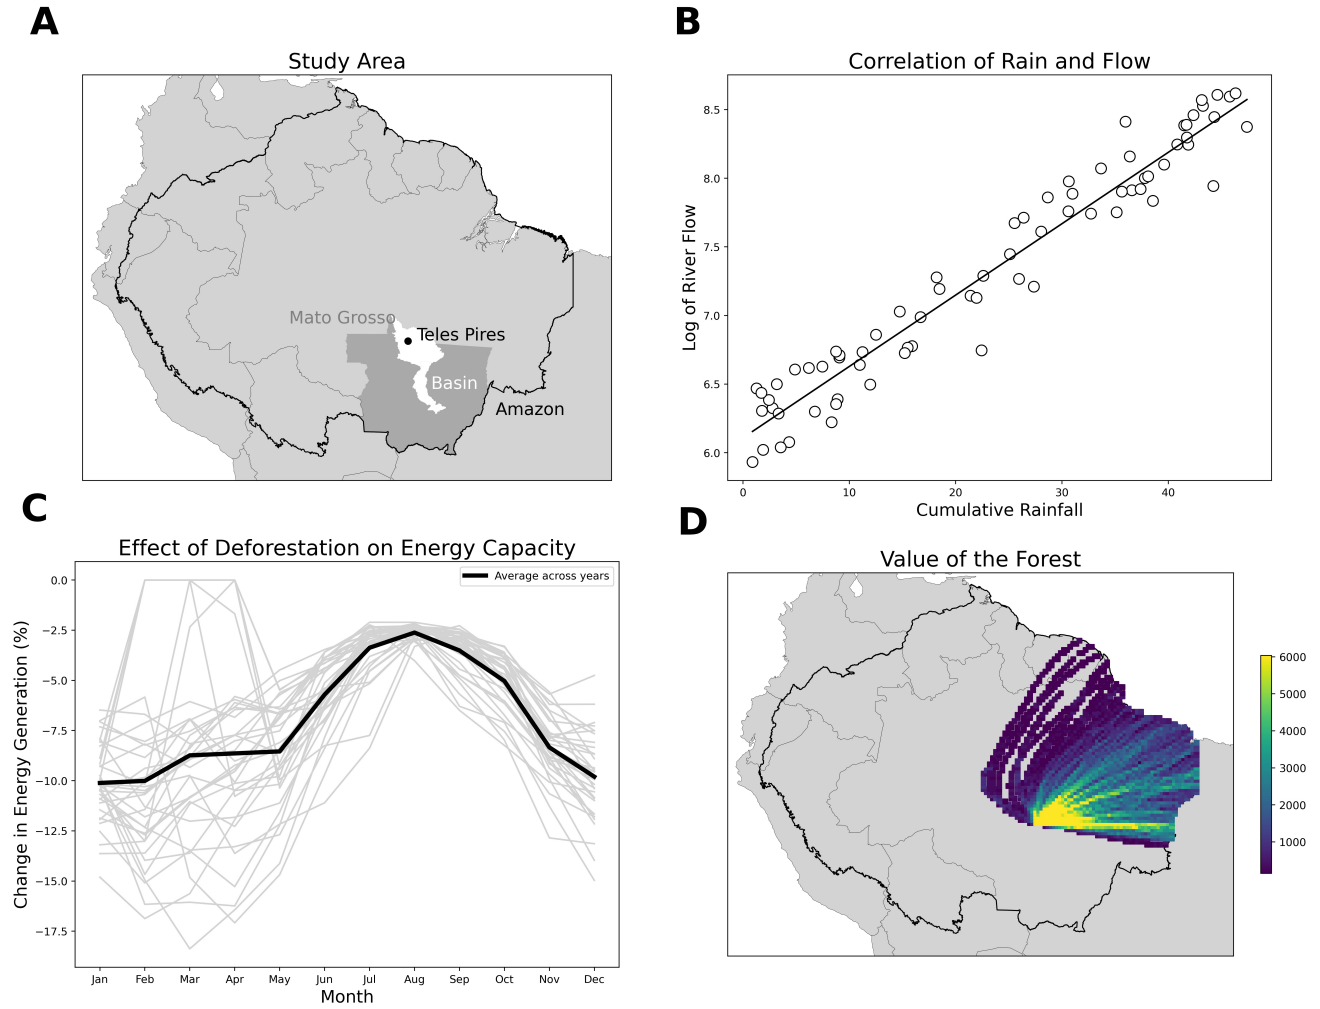 A
Study Area
Mato Grosso
Teles Pires
Basin
Amazon
B
Correlation of Rain and Flow
Log of River Flow
8.5
8.0
7.5
7.0
6.5
6.0
0 10 20 30 40
Cumulative Rainfall
C
Effect of Deforestation on Energy Capacity
Average across years
Change in Energy Generation (%)
0.0
−2.5
−5.0
−7.5
−10.0
−12.5
−15.0
−17.5
Jan Feb Mar Apr May Jun Jul Aug Sep Oct Nov Dec
Month
D
Value of the Forest
6000
5000
4000
3000
2000
1000